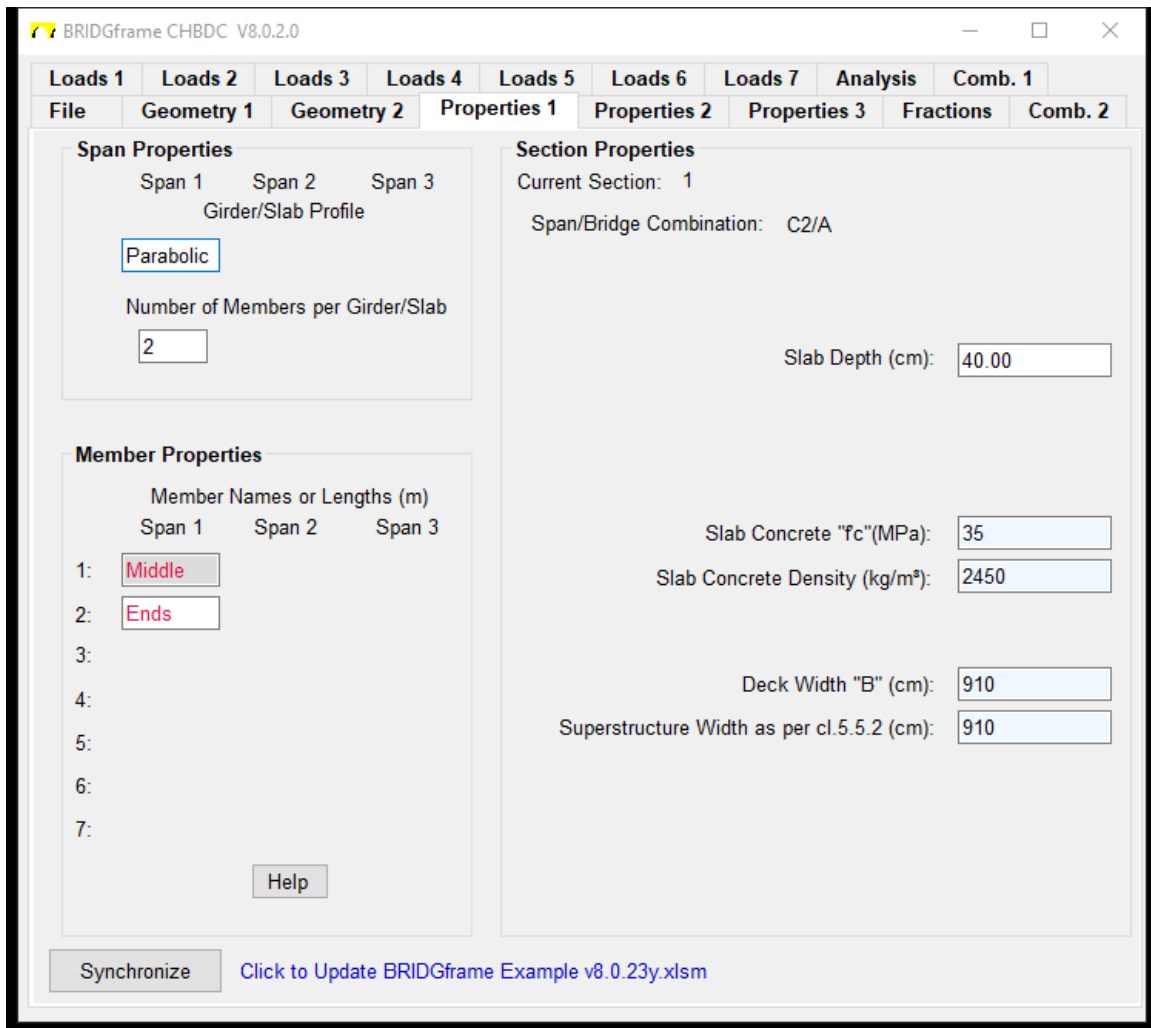 BRIDGframe CHBDC V8.0.2.0
Loads 1 Loads 2 Loads 3 Loads 4 Loads 5 Loads 6 Loads 7 Analysis Comb. 1
File Geometry 1 Geometry 2 Properties 1 Properties 2 Properties 3 Fractions Comb. 2
Span Properties
Span 1 Span 2 Span 3
Girder/Slab Profile
Parabolic
Number of Members per Girder/Slab
2
Member Properties
Member Names or Lengths (m)
Span 1 Span 2 Span 3
1: Middle
2: Ends
3:
4:
5:
6:
7:
Help
Section Properties
Current Section: 1
Span/Bridge Combination: C2/A
Slab Depth (cm): 40.00
Slab Concrete "f'c"(MPa): 35
Slab Concrete Density (kg/m³): 2450
Deck Width "B" (cm): 910
Superstructure Width as per cl.5.5.2 (cm): 910
Synchronize Click to Update BRIDGframe Example v8.0.23y.xlsm